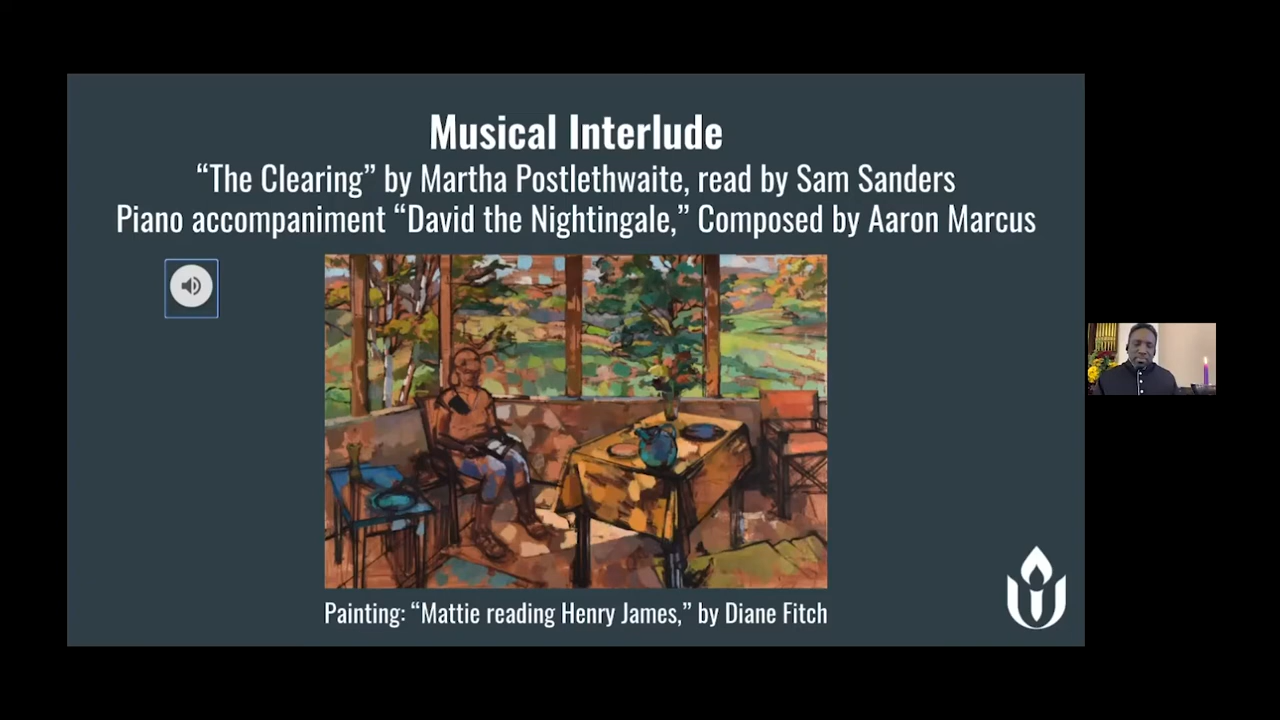 Musical Interlude
“The Clearing” by Martha Postlethwaite, read by Sam Sanders
Piano accompaniment “David the Nightingale,” Composed by Aaron Marcus
Painting: “Mattie reading Henry James,” by Diane Fitch